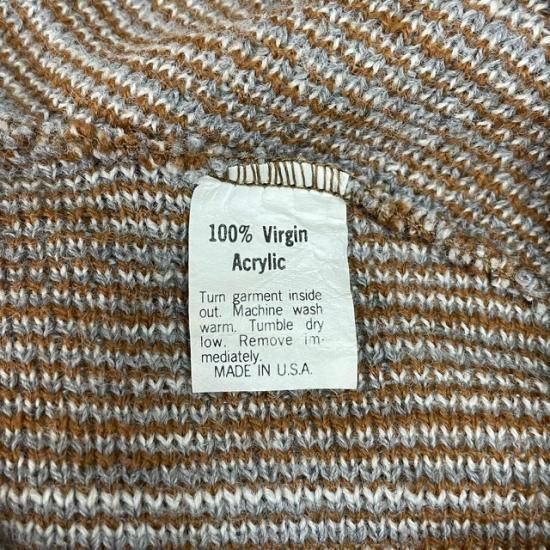 100% Virgin
Acrylic
Turn garment inside
out. Machine wash
warm. Tumble dry
low. Remove im-
mediately.
MADE IN U.S.A.